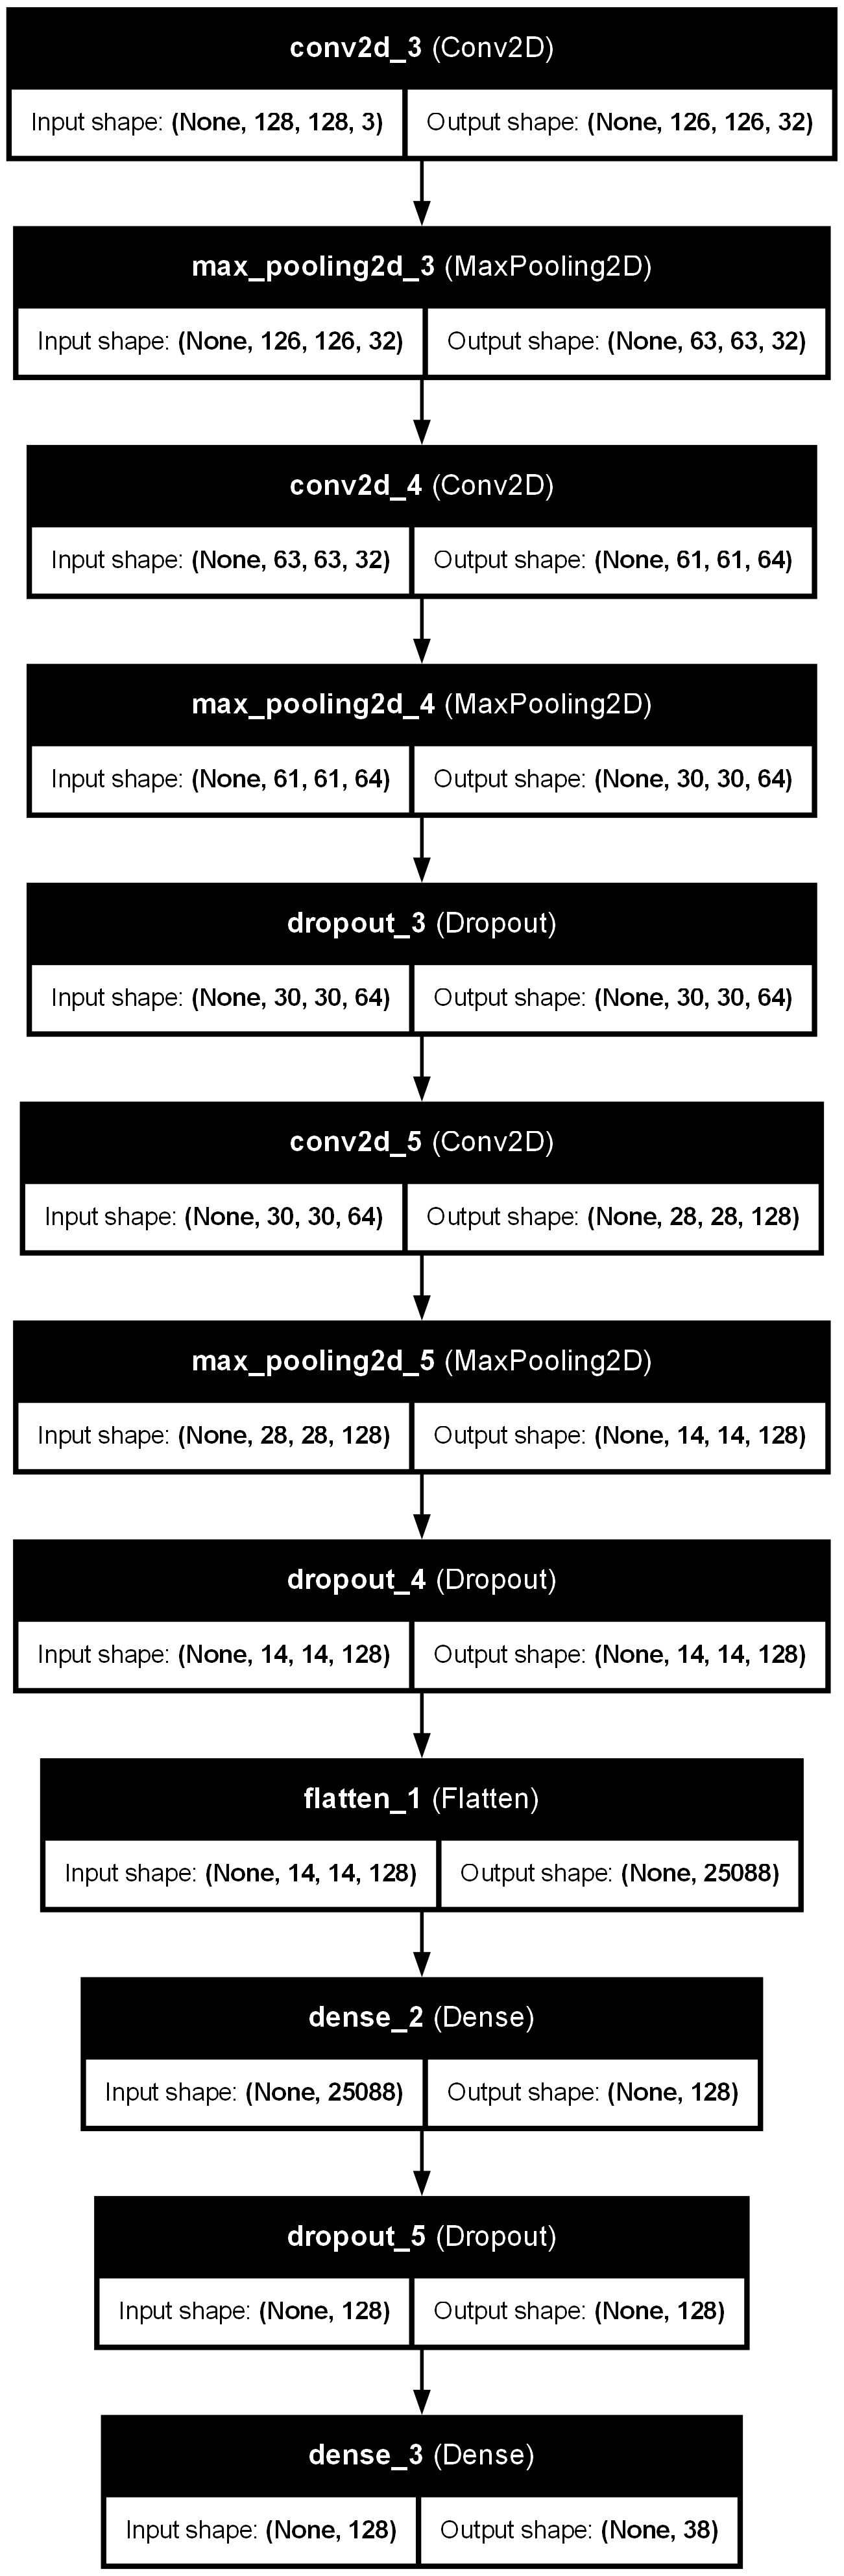 conv2d_3 (Conv2D)
Input shape: (None, 128, 128, 3) Output shape: (None, 126, 126, 32)
max_pooling2d_3 (MaxPooling2D)
Input shape: (None, 126, 126, 32) Output shape: (None, 63, 63, 32)
conv2d_4 (Conv2D)
Input shape: (None, 63, 63, 32) Output shape: (None, 61, 61, 64)
max_pooling2d_4 (MaxPooling2D)
Input shape: (None, 61, 61, 64) Output shape: (None, 30, 30, 64)
dropout_3 (Dropout)
Input shape: (None, 30, 30, 64) Output shape: (None, 30, 30, 64)
conv2d_5 (Conv2D)
Input shape: (None, 30, 30, 64) Output shape: (None, 28, 28, 128)
max_pooling2d_5 (MaxPooling2D)
Input shape: (None, 28, 28, 128) Output shape: (None, 14, 14, 128)
dropout_4 (Dropout)
Input shape: (None, 14, 14, 128) Output shape: (None, 14, 14, 128)
flatten_1 (Flatten)
Input shape: (None, 14, 14, 128) Output shape: (None, 25088)
dense_2 (Dense)
Input shape: (None, 25088) Output shape: (None, 128)
dropout_5 (Dropout)
Input shape: (None, 128) Output shape: (None, 128)
dense_3 (Dense)
Input shape: (None, 128) Output shape: (None, 38)